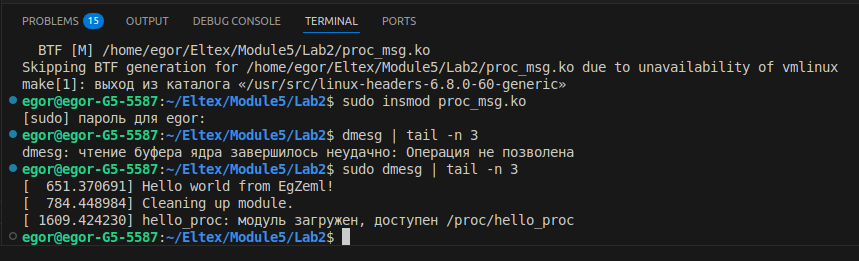 PROBLEMS 15 OUTPUT DEBUG CONSOLE TERMINAL PORTS
BTF [M] /home/egor/Eltex/Module5/Lab2/proc_msg.ko
Skipping BTF generation for /home/egor/Eltex/Module5/Lab2/proc_msg.ko due to unavailability of vmlinux
make[1]: выход из каталога «/usr/src/linux-headers-6.8.0-60-generic»
egor@egor-G5-5587:~/Eltex/Module5/Lab2$ sudo insmod proc_msg.ko
[sudo] пароль для egor:
egor@egor-G5-5587:~/Eltex/Module5/Lab2$ dmesg | tail -n 3
dmesg: чтение буфера ядра завершилось неудачно: Операция не позволена
egor@egor-G5-5587:~/Eltex/Module5/Lab2$ sudo dmesg | tail -n 3
[  651.370691] Hello world from EgZeml!
[  784.448984] Cleaning up module.
[ 1609.424230] hello_proc: модуль загружен, доступен /proc/hello_proc
egor@egor-G5-5587:~/Eltex/Module5/Lab2$